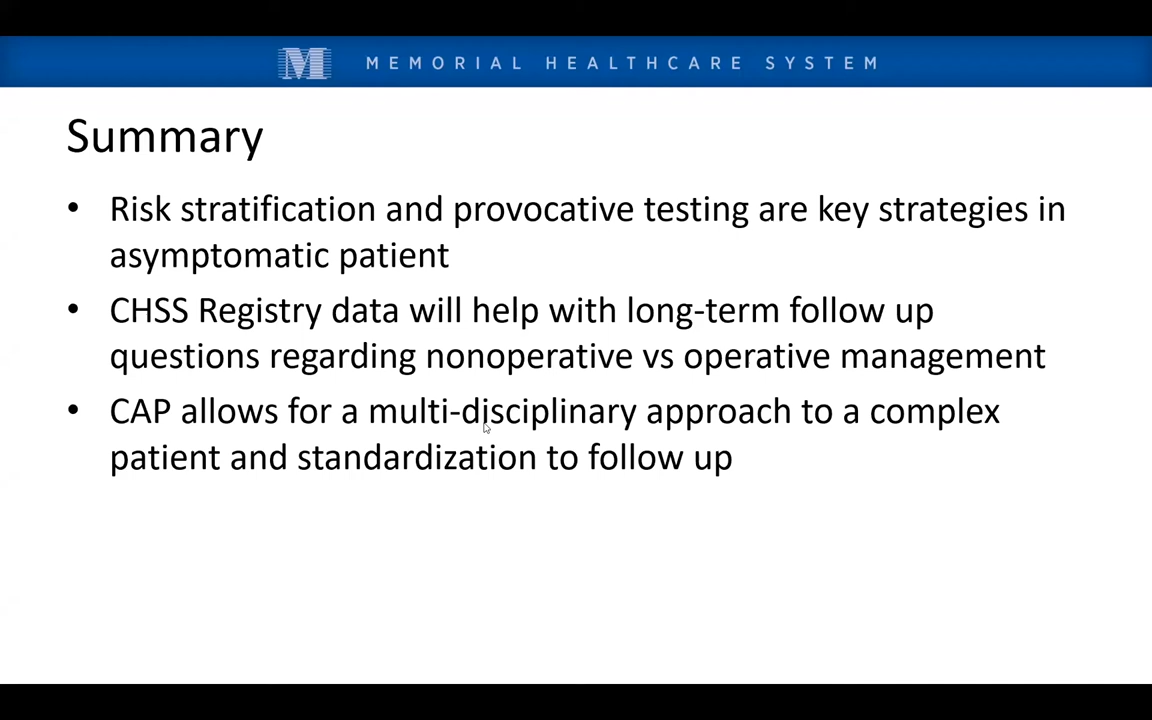 MEMORIAL HEALTHCARE SYSTEM
Summary
• Risk stratification and provocative testing are key strategies in
asymptomatic patient
• CHSS Registry data will help with long-term follow up
questions regarding nonoperative vs operative management
• CAP allows for a multi-disciplinary approach to a complex
patient and standardization to follow up